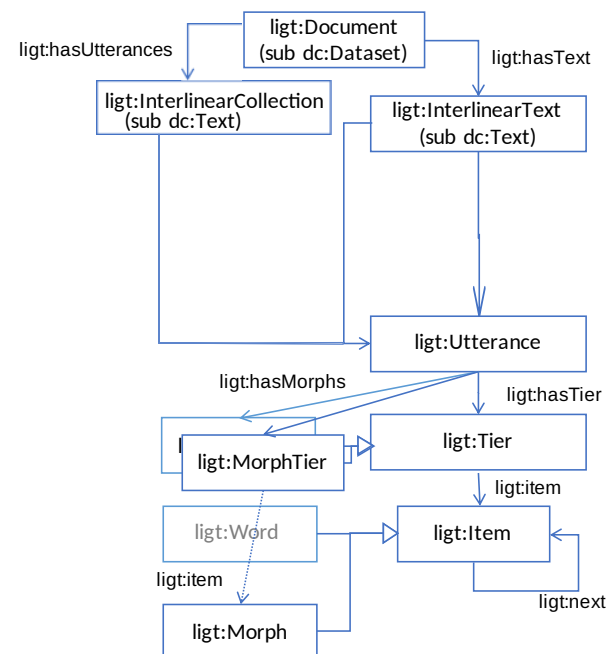 ligt:Document
(sub dc:Dataset)
ligt:hasUtterances
ligt:hasText
ligt:InterlinearCollection
(sub dc:Text)
ligt:InterlinearText
(sub dc:Text)
ligt:Utterance
ligt:hasMorphs
ligt:hasTier
ligt:Tier
ligt:MorphTier
ligt:item
ligt:Word
ligt:Item
ligt:item
ligt:next
ligt:Morph